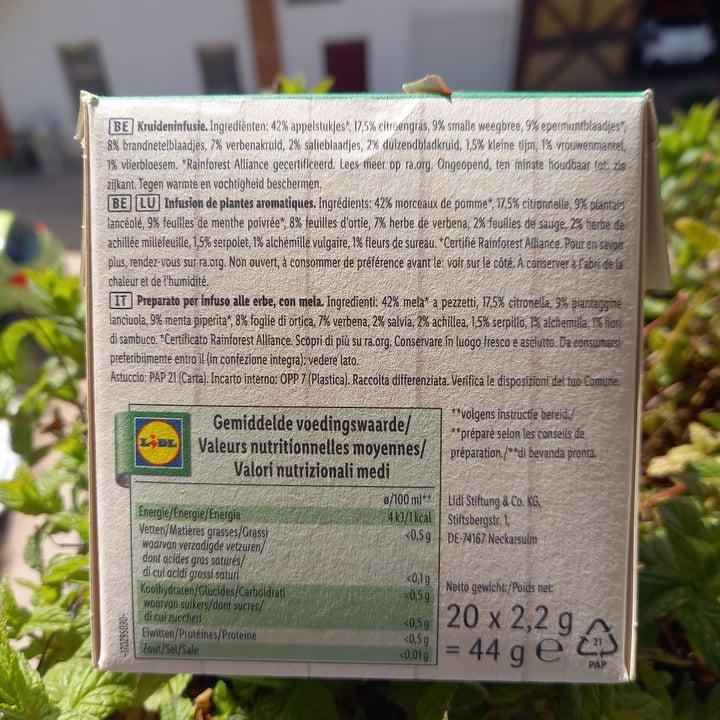 BE Kruideninfusie. Ingrediënten: 42% appelstukjes*, 17,5% citroengras, 9% smalle weegbree, 9% pepermuntblaadjes*,
8% brandnetelblaadjes, 7% verbenakruid, 2% salieblaadjes, 2% duizendbladkruid, 1,5% kleine tijm, 1% vrouwenmantel,
1% vlierbloesem. *Rainforest Alliance gecertificeerd. Lees meer op ra.org. Ongeopend, ten minste houdbaar tot: zie
zijkant. Tegen warmte en vochtigheid beschermen.
BE LU Infusion de plantes aromatiques. Ingrédients: 42% morceaux de pomme*, 17,5% citronnelle, 9% plantain
lancéolé, 9% feuilles de menthe poivrée*, 8% feuilles d'ortie, 7% herbe de verbena, 2% feuilles de sauge, 2% herbe de
achillée millefeuille, 1,5% serpolet, 1% alchémille vulgaire, 1% fleurs de sureau. *Certifié Rainforest Alliance. Pour en savoir
plus, rendez-vous sur ra.org. Non ouvert, à consommer de préférence avant le: voir sur le côté. A conserver à l'abri de la
chaleur et de l'humidité.
IT Preparato per infuso alle erbe, con mela. Ingredienti: 42% mela* a pezzetti, 17,5% citronella, 9% piantaggine
lanciuola, 9% menta piperita*, 8% foglie di ortica, 7% verbena, 2% salvia, 2% achillea, 1,5% serpillo, 1% alchemilla, 1% fiori
di sambuco. *Certificato Rainforest Alliance. Scopri di più su ra.org. Conservare in luogo fresco e asciutto. Da consumarsi
preferibilmente entro il (in confezione integra): vedere lato.
Astuccio: PAP 21 (Carta). Incarto interno: OPP 7 (Plastica). Raccolta differenziata. Verifica le disposizioni del tuo Comune.
LIDL
Gemiddelde voedingswaarde/
Valeurs nutritionnelles moyennes/
Valori nutrizionali medi
ø/100 ml**
Energie/Énergie/Energia 4 kJ/1 kcal
Vetten/Matières grasses/Grassi <0,5 g
waarvan verzadigde vetzuren/
dont acides gras saturés/
di cui acidi grassi saturi <0,1 g
Koolhydraten/Glucides/Carboidrati <0,5 g
waarvan suikers/dont sucres/
di cui zuccheri <0,5 g
Eiwitten/Protéines/Proteine <0,5 g
Zout/Sel/Sale <0,01 g
**volgens instructie bereid./
**préparé selon les conseils de
préparation./**di bevanda pronta.
Lidl Stiftung & Co. KG,
Stiftsbergstr. 1,
DE-74167 Neckarsulm
Netto gewicht:/Poids net:
20 x 2,2 g
= 44 g e
21
PAP